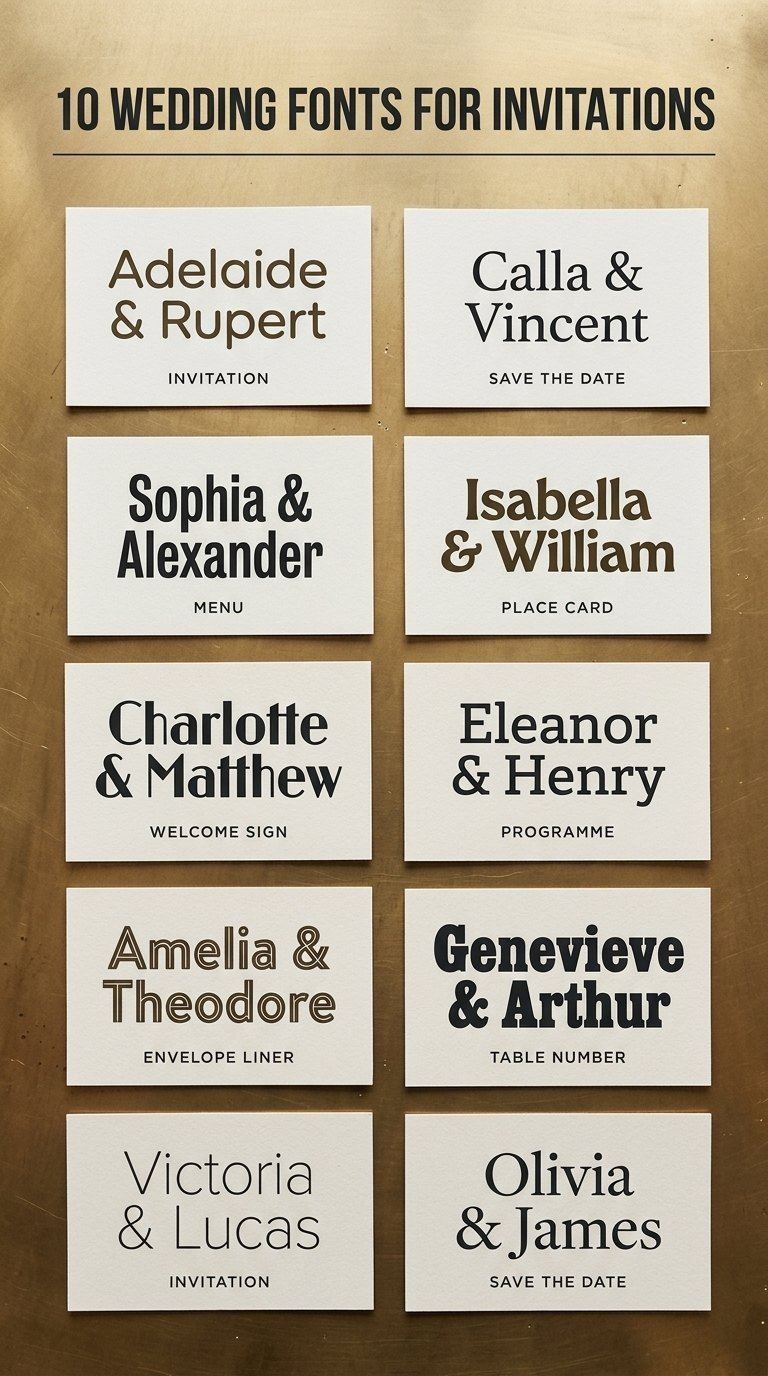 10 WEDDING FONTS FOR INVITATIONS
Adelaide
& Rupert
INVITATION
Calla &
Vincent
SAVE THE DATE
Sophia &
Alexander
MENU
Isabella
& William
PLACE CARD
Charlotte
& Matthew
WELCOME SIGN
Eleanor
& Henry
PROGRAMME
Amelia &
Theodore
ENVELOPE LINER
Genevieve
& Arthur
TABLE NUMBER
Victoria
& Lucas
INVITATION
Olivia
& James
SAVE THE DATE